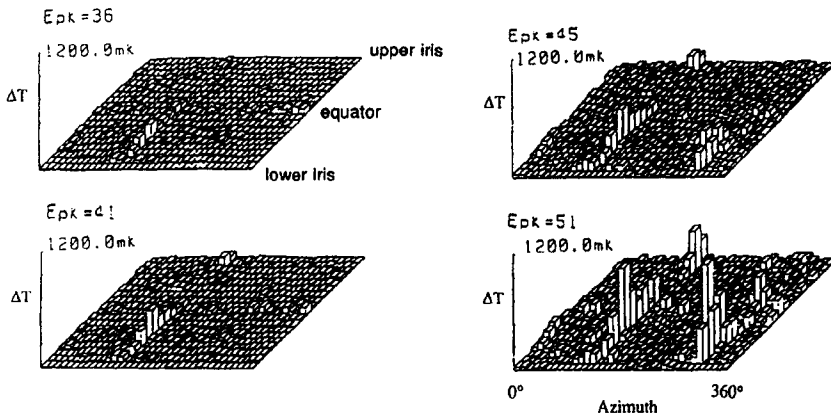 Epk=36
1200.0mk
ΔT
upper iris
equator
lower iris
Epk=45
1200.0mk
ΔT
Epk=41
1200.0mk
ΔT
Epk=51
1200.0mk
ΔT
0°
360°
Azimuth